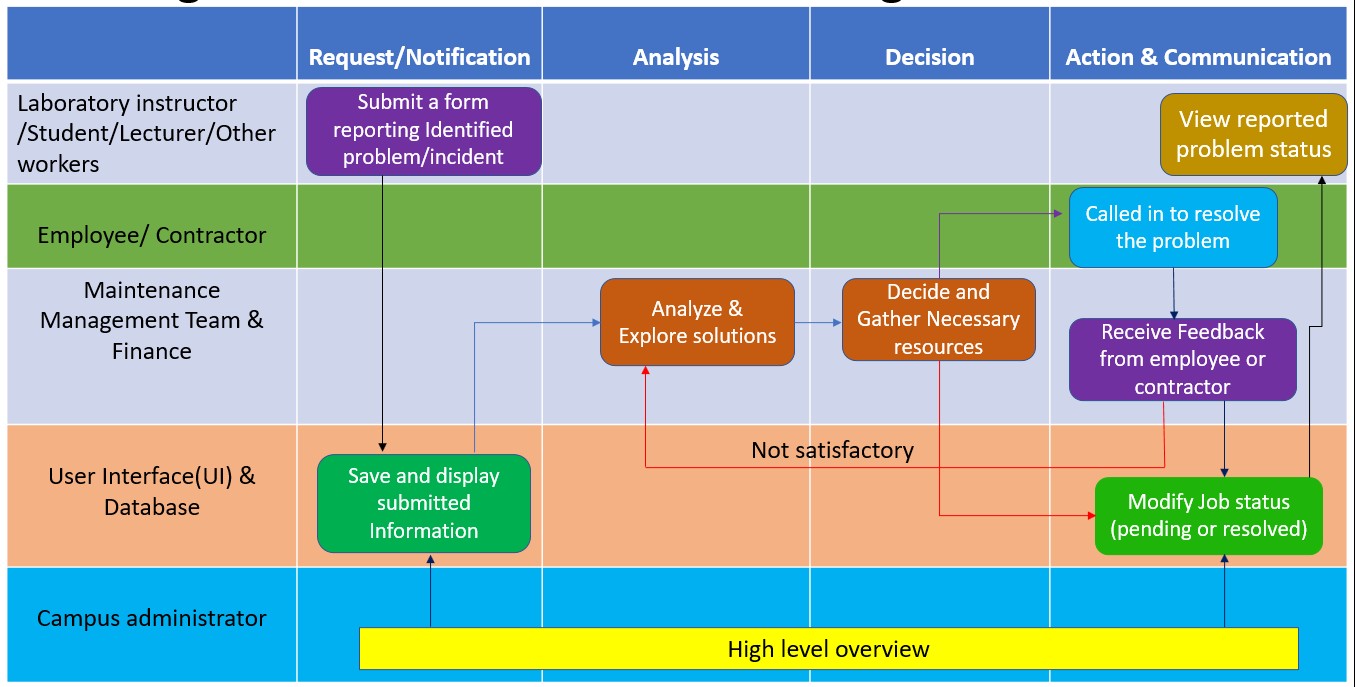 Request/Notification
Analysis
Decision
Action & Communication
Laboratory instructor
/Student/Lecturer/Other
workers
Submit a form
reporting Identified
problem/incident
View reported
problem status
Employee/ Contractor
Called in to resolve
the problem
Maintenance
Management Team &
Finance
Analyze &
Explore solutions
Decide and
Gather Necessary
resources
Receive Feedback
from employee or
contractor
User Interface(UI) &
Database
Save and display
submitted
Information
Not satisfactory
Modify Job status
(pending or resolved)
Campus administrator
High level overview